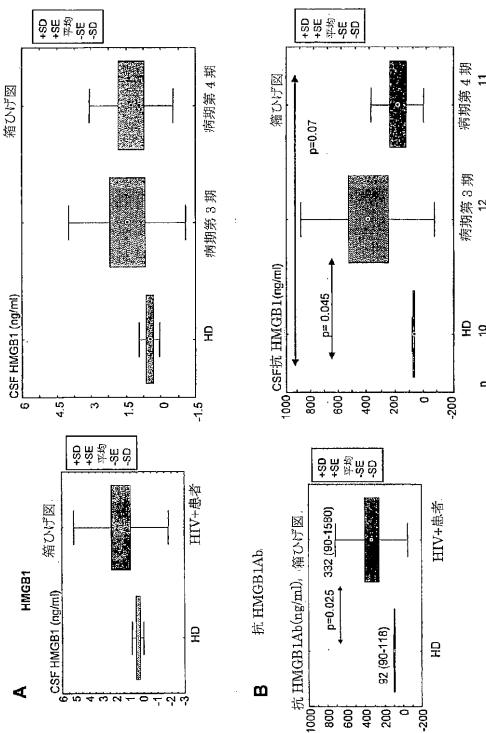 A
HMGB1
箱ひげ図
CSF HMGB1 (ng/ml)
6
5
4
3
2
1
0
-1
-2
-3
HD
HIV+患者
+SD
+SE
平均
-SE
-SD
箱ひげ図
CSF HMGB1 (ng/ml)
6
4.5
3
1.5
0
-1.5
HD
病期第3期
病期第4期
+SD
+SE
平均
-SE
-SD
B
抗 HMGB1Ab.
抗 HMGB1Ab(ng/ml), 箱ひげ図
1000
800
600
400
200
0
-200
p=0.025
92 (90-118)
332 (90-1580)
HD
HIV+患者
+SD
+SE
平均
-SE
-SD
箱ひげ図
CSF抗 HMGB1(ng/ml)
1000
800
600
400
200
0
-200
p=0.07
p= 0.045
HD
病期第3期
病期第4期
n
10
12
11
+SD
+SE
平均
-SE
-SD